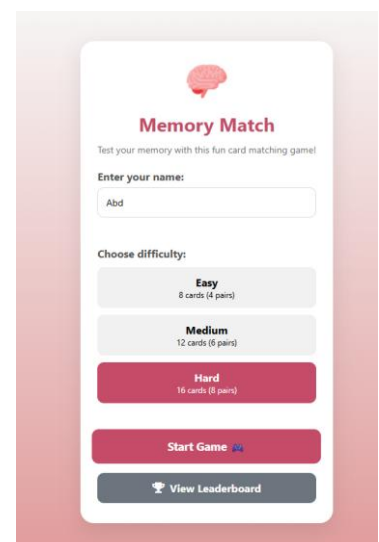 Memory Match
Test your memory with this fun card matching game!
Enter your name:
Abd
Choose difficulty:
Easy
8 cards (4 pairs)
Medium
12 cards (6 pairs)
Hard
16 cards (8 pairs)
Start Game 🎮
🏆 View Leaderboard